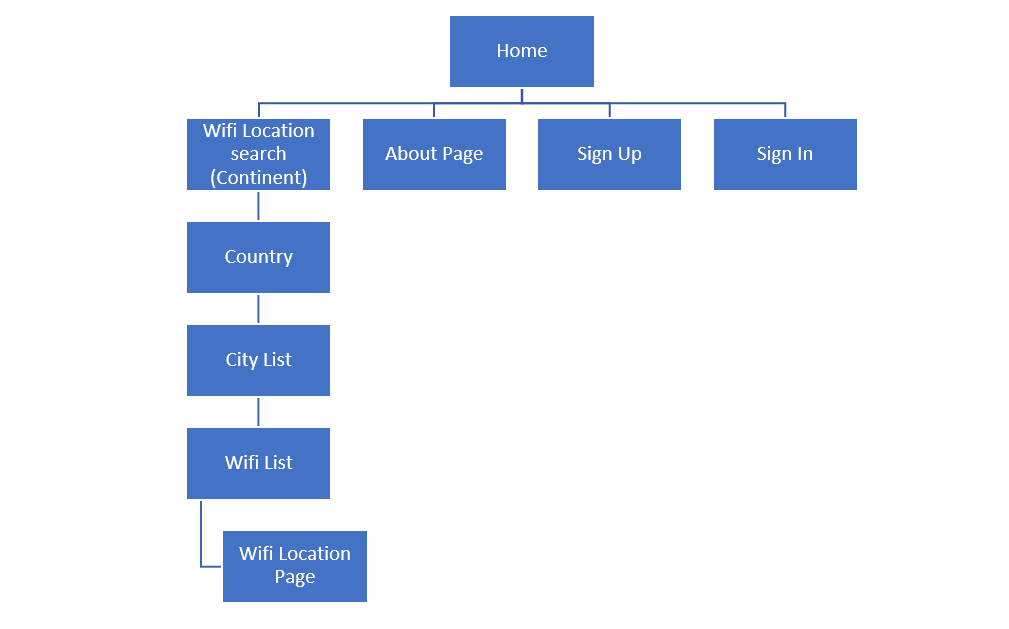 Home
Wifi Location
search
(Continent)
About Page
Sign Up
Sign In
Country
City List
Wifi List
Wifi Location
Page